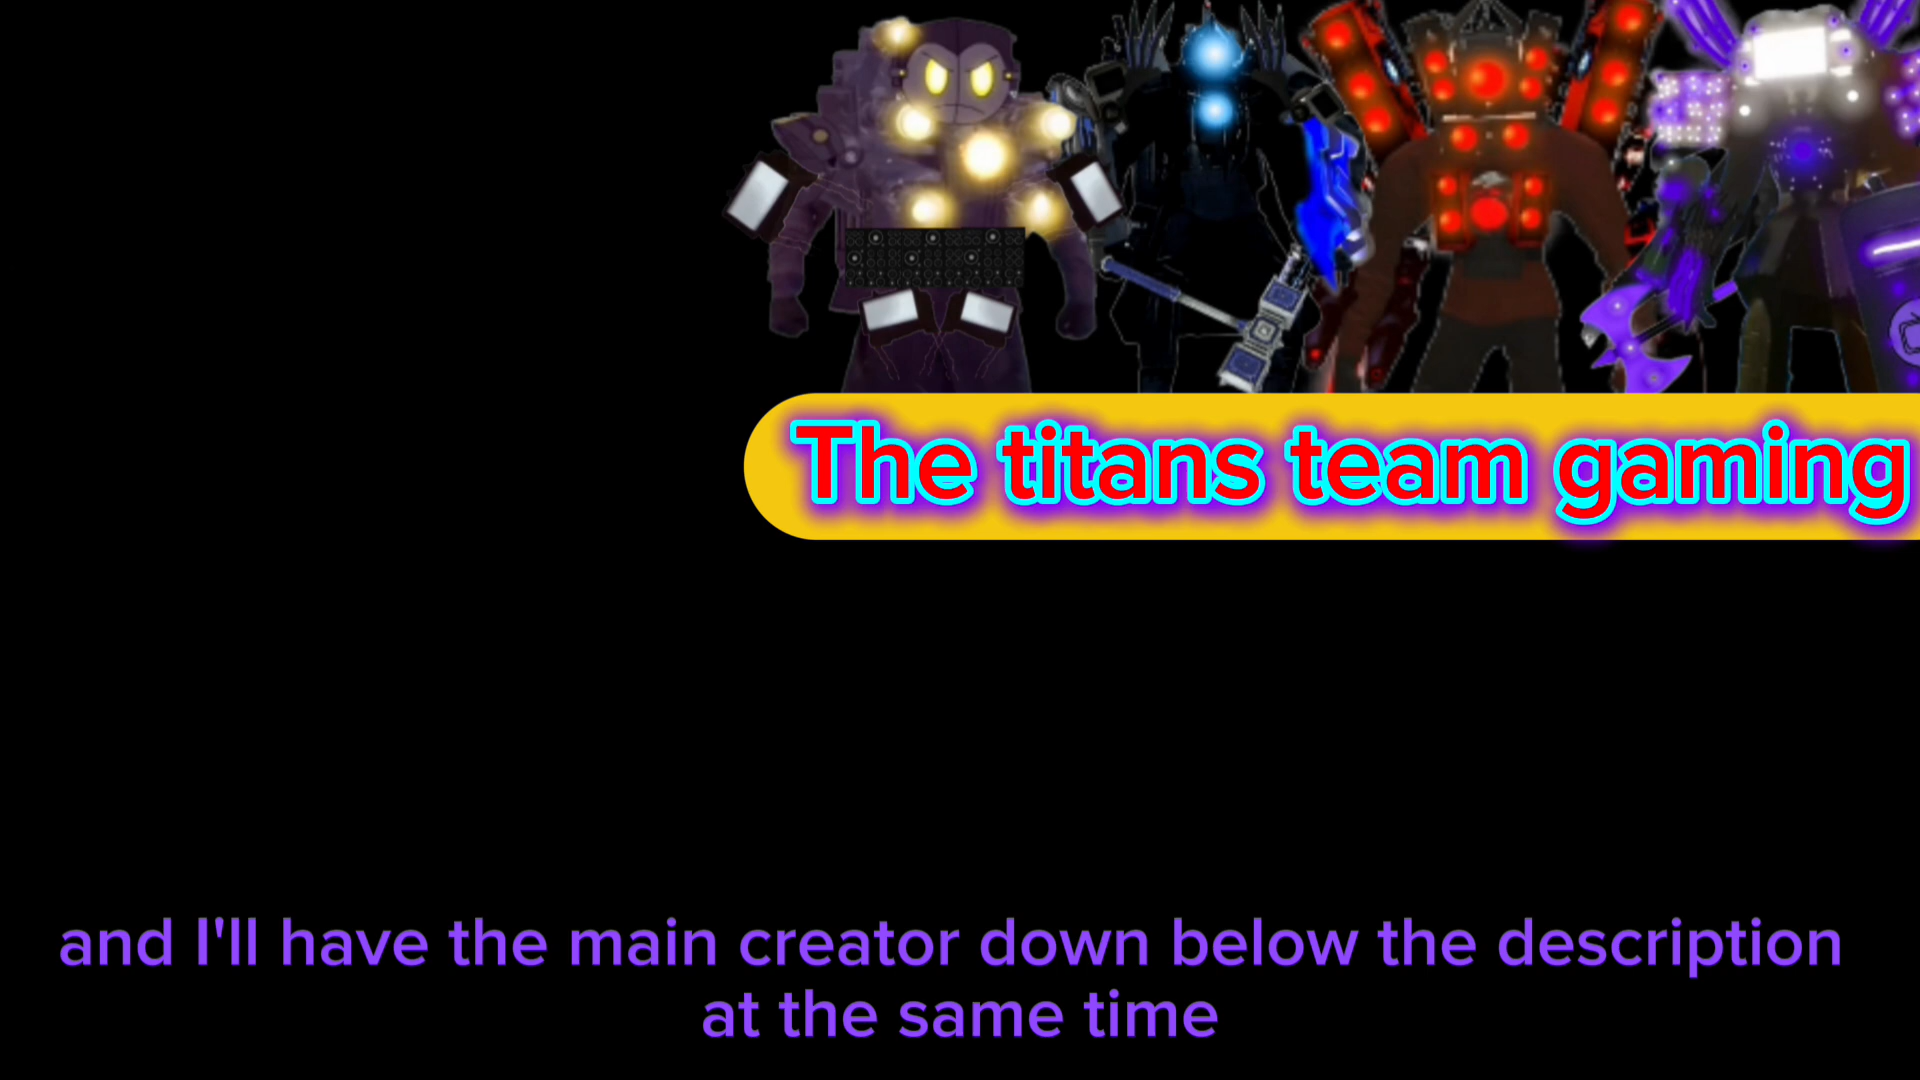 The titans team gaming
and I'll have the main creator down below the description
at the same time